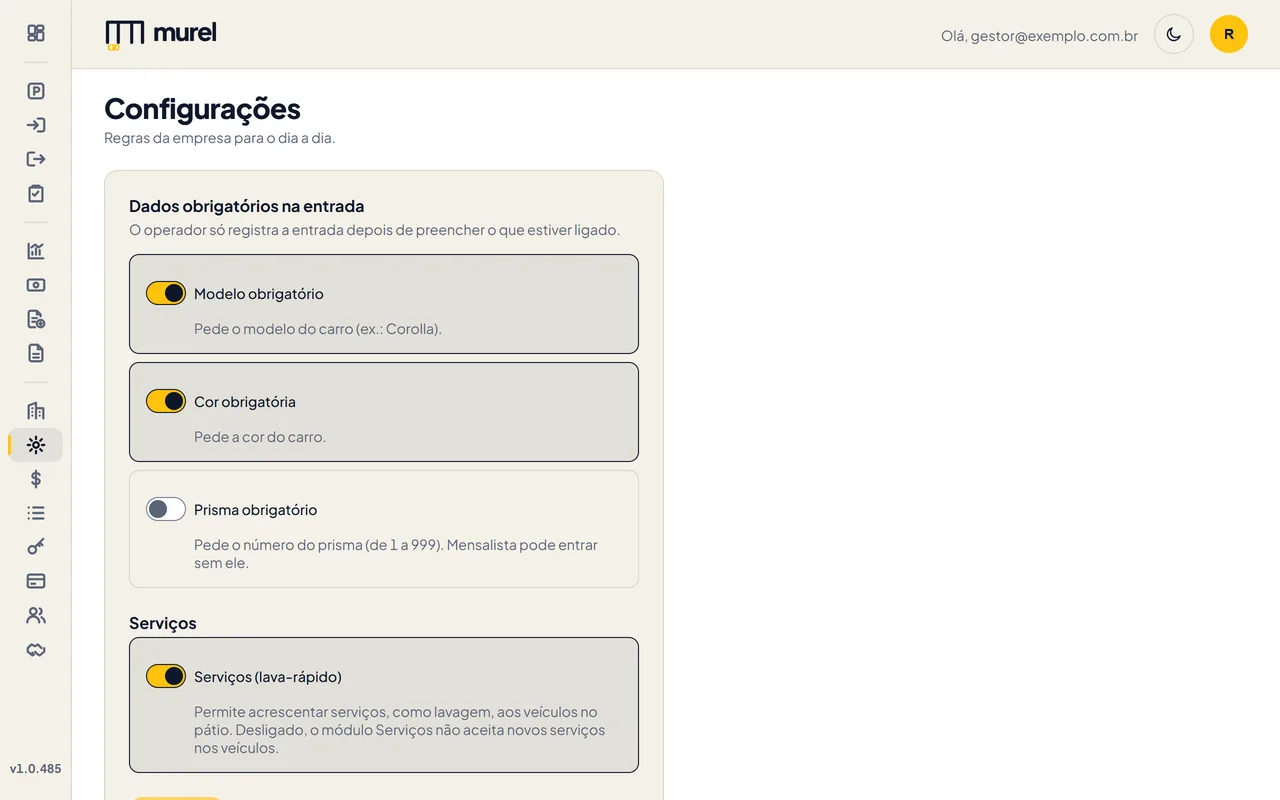 murel
Olá, gestor@exemplo.com.br
R
P
Configurações
Regras da empresa para o dia a dia.
Dados obrigatórios na entrada
O operador só registra a entrada depois de preencher o que estiver ligado.
Modelo obrigatório
Pede o modelo do carro (ex.: Corolla).
Cor obrigatória
Pede a cor do carro.
Prisma obrigatório
Pede o número do prisma (de 1 a 999). Mensalista pode entrar
sem ele.
Serviços
Serviços (lava-rápido)
Permite acrescentar serviços, como lavagem, aos veículos no
pátio. Desligado, o módulo Serviços não aceita novos serviços
nos veículos.
v1.0.485